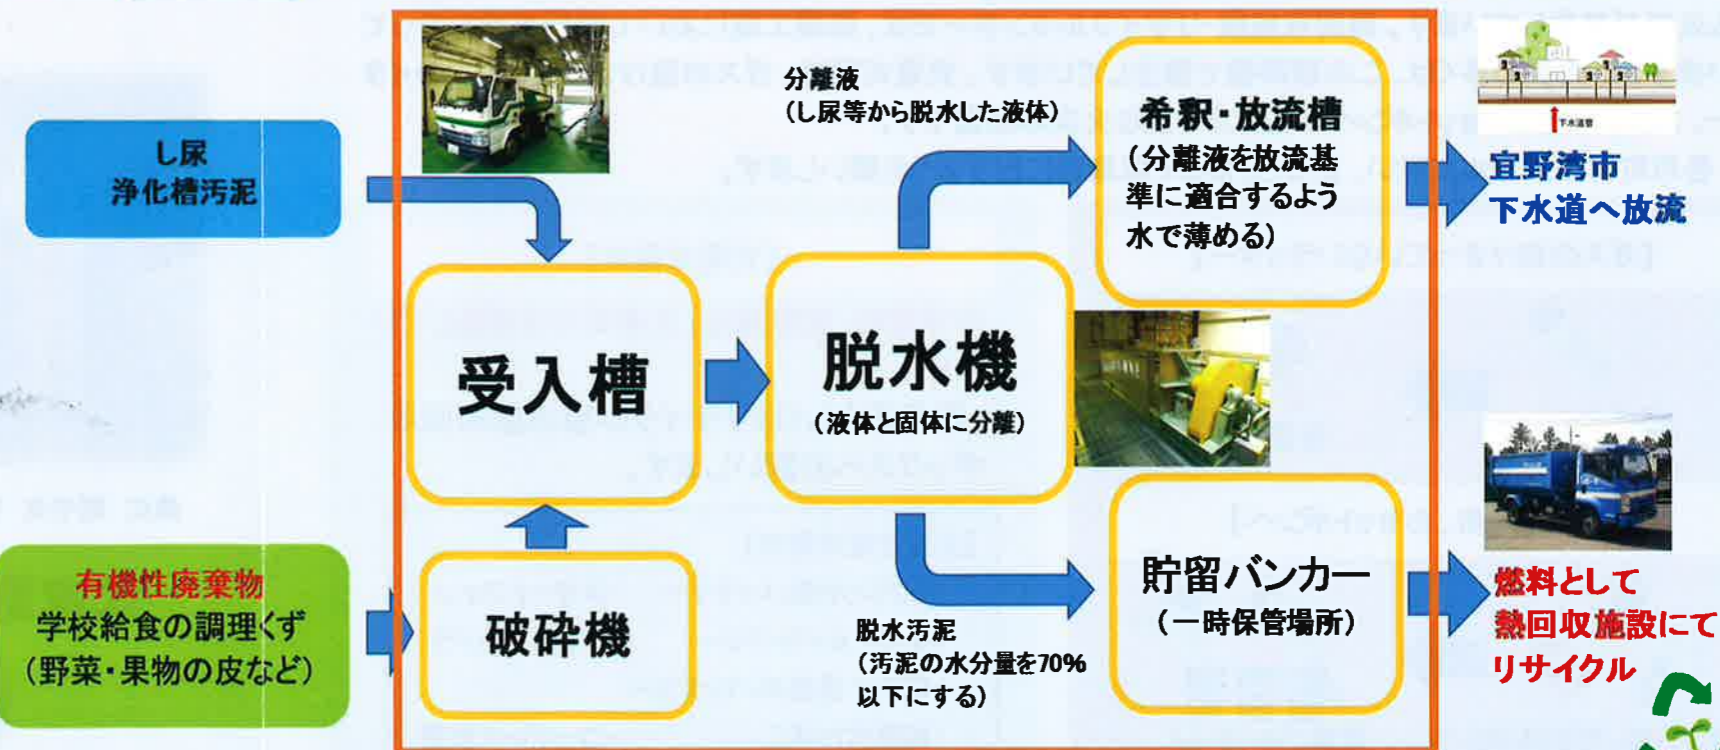 し尿
浄化槽汚泥
有機性廃棄物
学校給食の調理くず
(野菜・果物の皮など)
受入槽
破砕機
分離液
(し尿等から脱水した液体)
脱水機
(液体と固体に分離)
脱水汚泥
(汚泥の水分量を70%
以下にする)
希釈・放流槽
(分離液を放流基
準に適合するよう
水で薄める)
貯留バンカー
(一時保管場所)
下水道管
宜野湾市
下水道へ放流
燃料として
熱回収施設にて
リサイクル